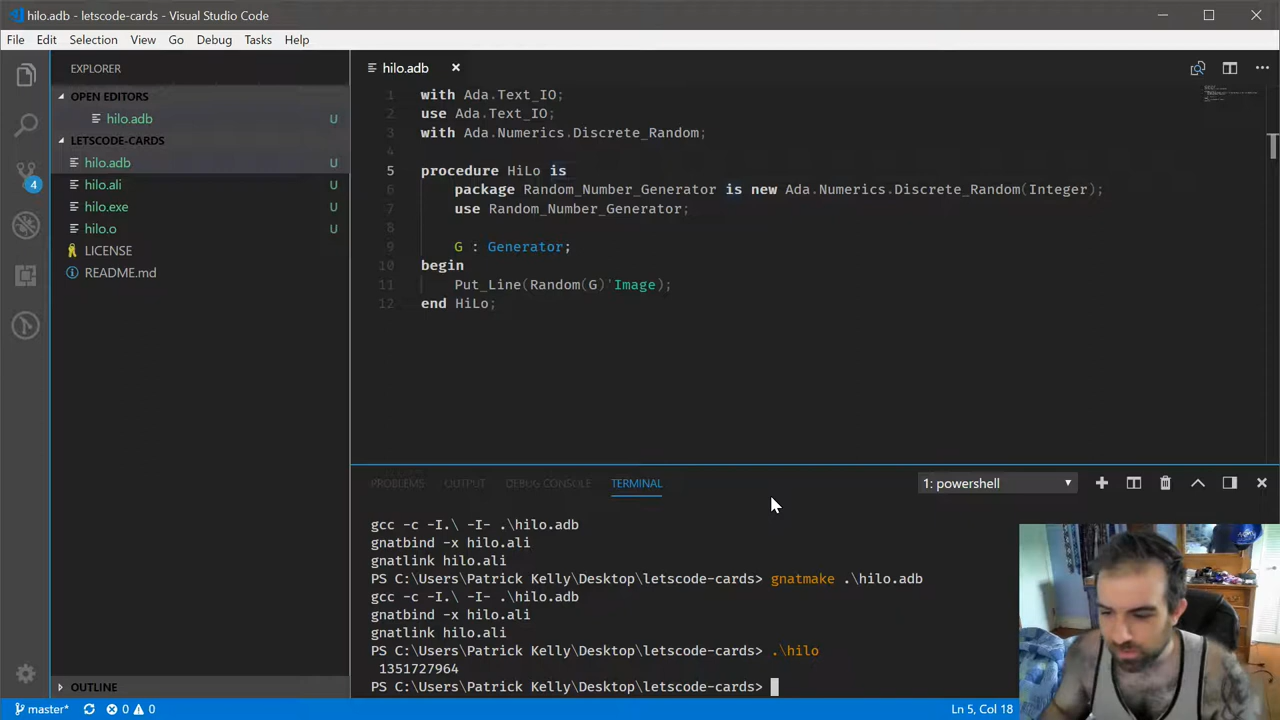 hilo.adb - letscode-cards - Visual Studio Code
File Edit Selection View Go Debug Tasks Help
EXPLORER
OPEN EDITORS
hilo.adb U
LETSCODE-CARDS
hilo.adb U
hilo.ali U
hilo.exe U
hilo.o U
LICENSE
README.md
OUTLINE
4
hilo.adb
1 with Ada.Text_IO;
2 use Ada.Text_IO;
3 with Ada.Numerics.Discrete_Random;
4
5 procedure HiLo is
6 package Random_Number_Generator is new Ada.Numerics.Discrete_Random(Integer);
7 use Random_Number_Generator;
8
9 G : Generator;
10 begin
11 Put_Line(Random(G)'Image);
12 end HiLo;
PROBLEMS OUTPUT DEBUG CONSOLE TERMINAL 1: powershell
gcc -c -I.\ -I- .\hilo.adb
gnatbind -x hilo.ali
gnatlink hilo.ali
PS C:\Users\Patrick Kelly\Desktop\letscode-cards> gnatmake .\hilo.adb
gcc -c -I.\ -I- .\hilo.adb
gnatbind -x hilo.ali
gnatlink hilo.ali
PS C:\Users\Patrick Kelly\Desktop\letscode-cards> .\hilo
1351727964
PS C:\Users\Patrick Kelly\Desktop\letscode-cards>
master* 0 0 Ln 5, Col 18